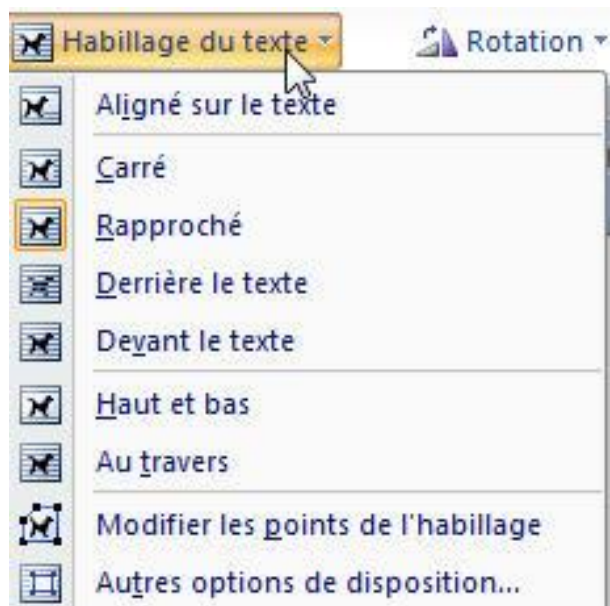 Habillage du texte Rotation
Aligné sur le texte
Carré
Rapproché
Derrière le texte
Devant le texte
Haut et bas
Au travers
Modifier les points de l'habillage
Autres options de disposition...